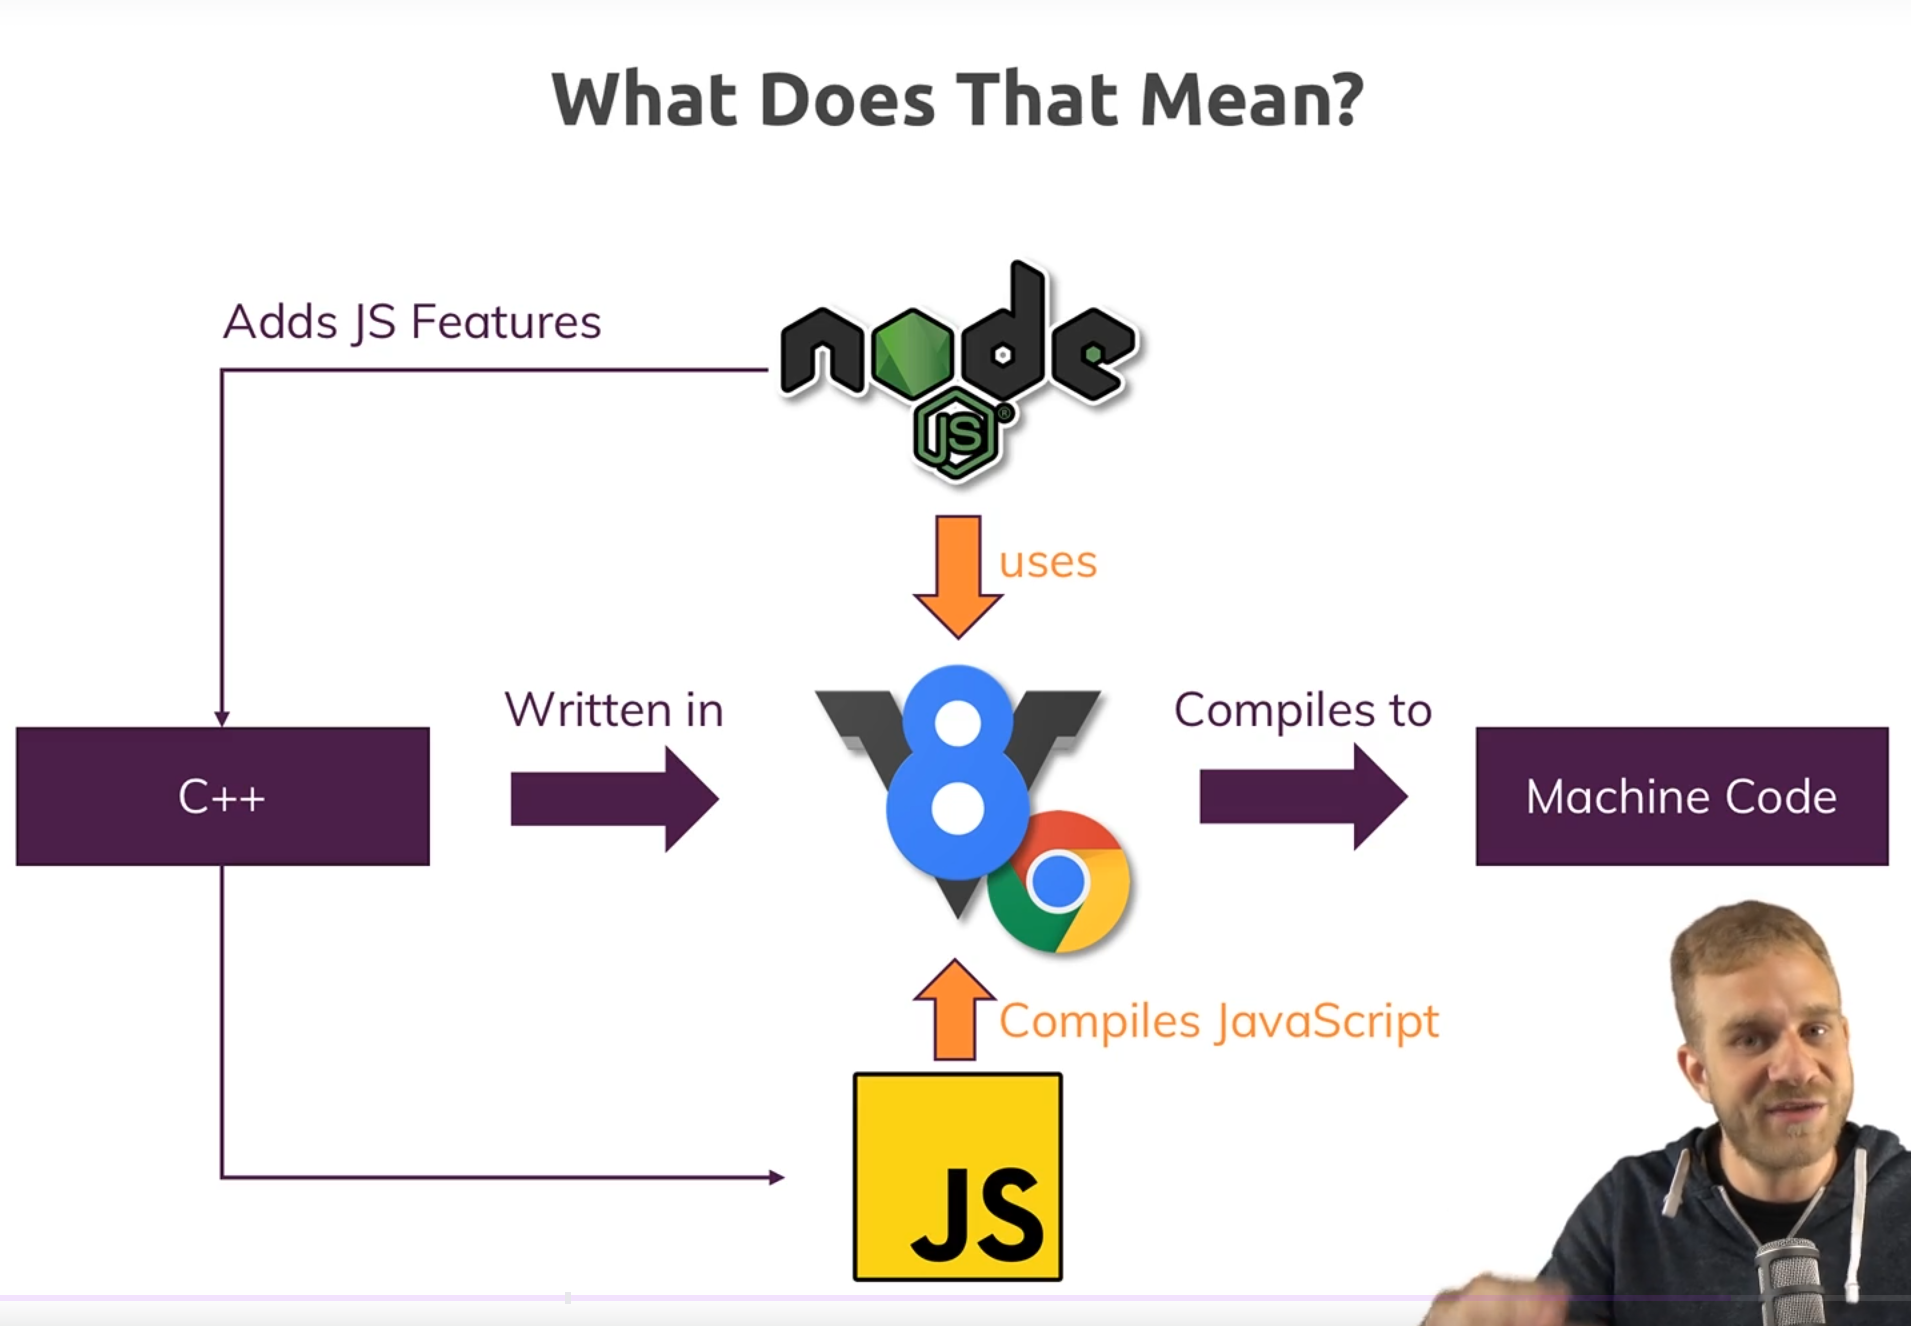 What Does That Mean?
Adds JS Features
node
JS®
uses
Written in
Compiles to
C++
V8
Machine Code
Compiles JavaScript
JS